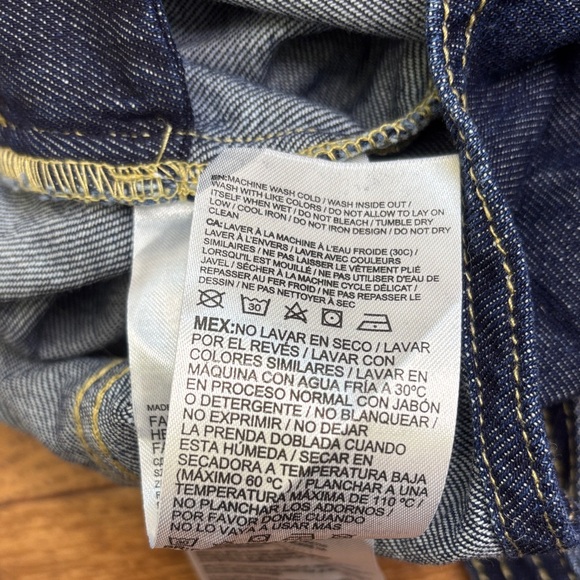 EN:MACHINE WASH COLD / WASH INSIDE OUT /
WASH WITH LIKE COLORS / DO NOT ALLOW TO LAY ON
ITSELF WHEN WET / DO NOT BLEACH / TUMBLE DRY
LOW / COOL IRON / DO NOT IRON DESIGN / DO NOT DRY
CLEAN
CA: LAVER À LA MACHINE À L'EAU FROIDE (30C) /
LAVER À L'ENVERS / LAVER AVEC COULEURS
SIMILAIRES / NE PAS LAISSER LE VÊTEMENT PLIÉ
LORSQU'IL EST MOUILLÉ / NE PAS UTILISER D'EAU DE
JAVEL / SÉCHER À LA MACHINE CYCLE DÉLICAT /
REPASSER AU FER FROID / NE PAS REPASSER LE
DESSIN / NE PAS NETTOYER À SEC
30
MEX:NO LAVAR EN SECO / LAVAR
POR EL REVÉS / LAVAR CON
COLORES SIMILARES / LAVAR EN
MÁQUINA CON AGUA FRÍA A 30ºC
EN PROCESO NORMAL CON JABÓN
O DETERGENTE / NO BLANQUEAR /
NO EXPRIMIR / NO DEJAR
LA PRENDA DOBLADA CUANDO
ESTA HÚMEDA / SECAR EN
SECADORA A TEMPERATURA BAJA
(MÁXIMO 60 ºC) / PLANCHAR A UNA
TEMPERATURA MÁXIMA DE 110 ºC /
NO PLANCHAR LOS ADORNOS /
POR FAVOR DONE CUANDO
NO LO VAYA A USAR MÁS
MADE